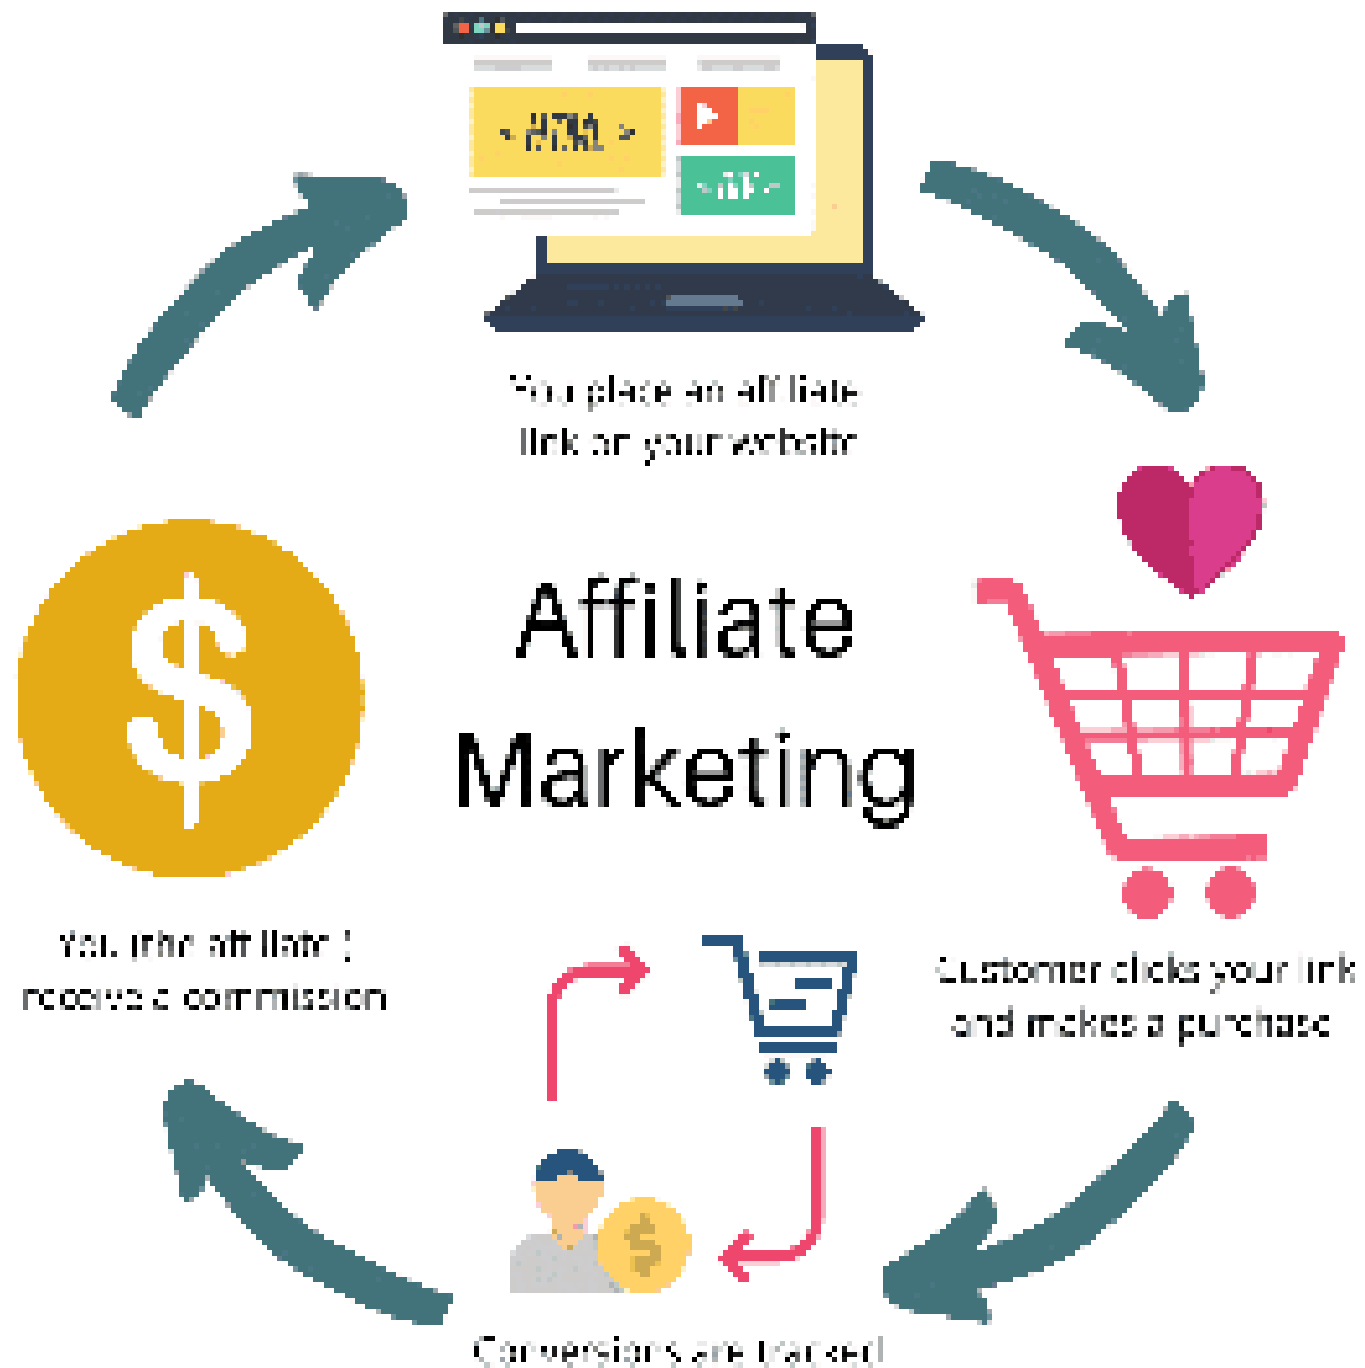 You place an affiliate
link on your website
Affiliate
Marketing
You (the affiliate)
receive a commission
Customer clicks your link
and makes a purchase
Conversions are tracked